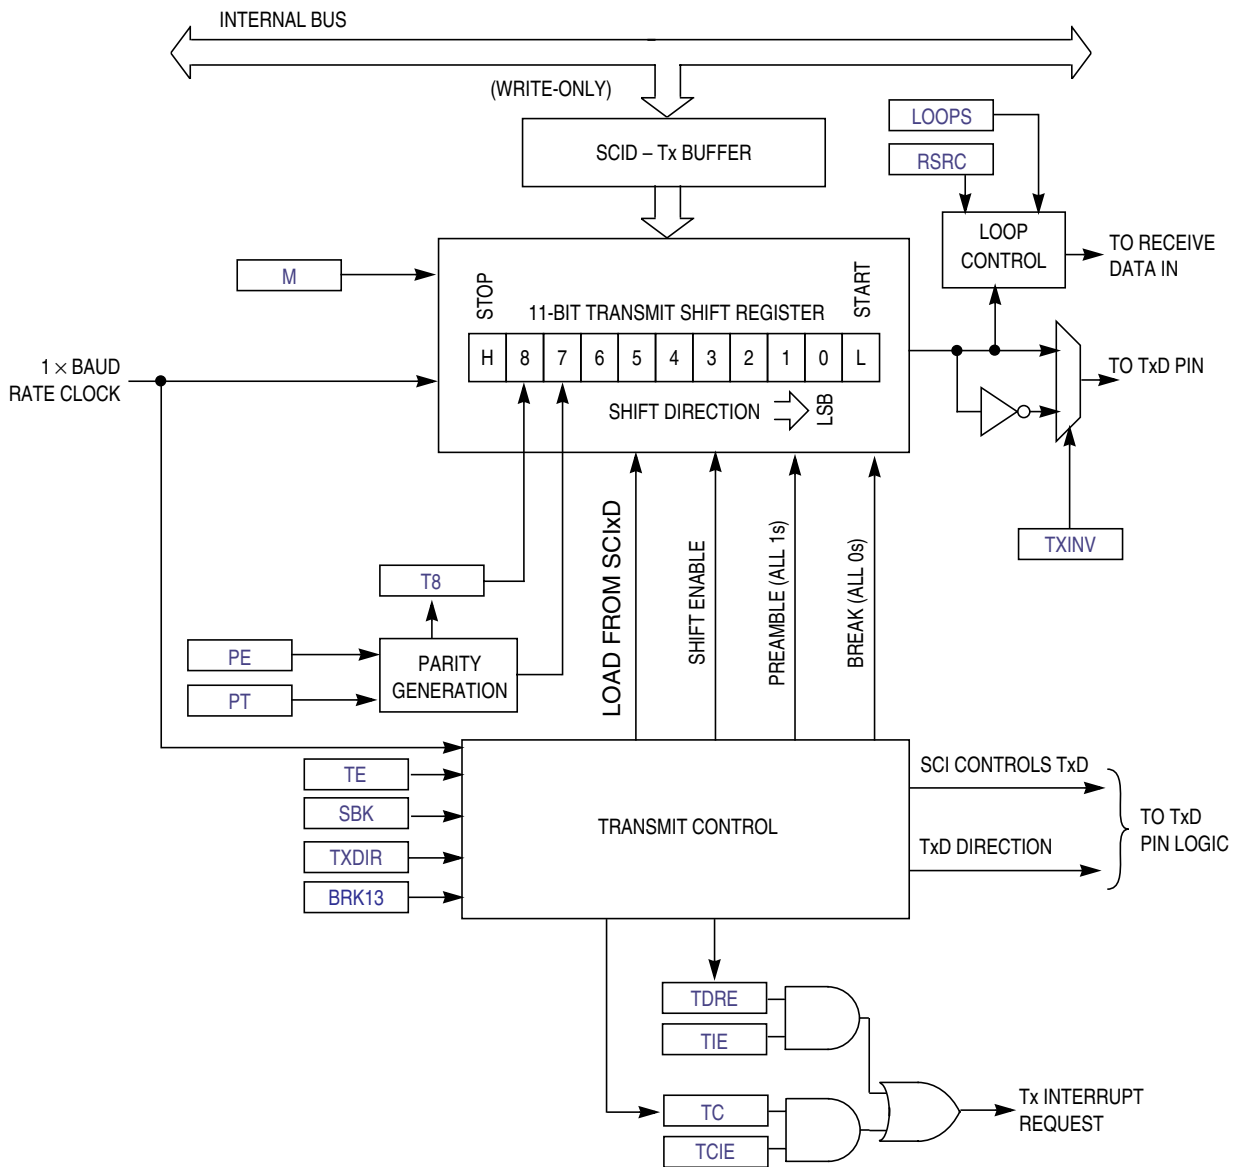 INTERNAL BUS
(WRITE-ONLY)
SCID – Tx BUFFER
LOOPS
RSRC
LOOP
CONTROL
TO RECEIVE
DATA IN
M
STOP
11-BIT TRANSMIT SHIFT REGISTER
START
H 8 7 6 5 4 3 2 1 0 L
SHIFT DIRECTION
LSB
1 × BAUD
RATE CLOCK
TO TxD PIN
TXINV
T8
PE
PT
PARITY
GENERATION
LOAD FROM SCIxD
SHIFT ENABLE
PREAMBLE (ALL 1s)
BREAK (ALL 0s)
TE
SBK
TXDIR
BRK13
TRANSMIT CONTROL
SCI CONTROLS TxD
TxD DIRECTION
TO TxD
PIN LOGIC
TDRE
TIE
TC
TCIE
Tx INTERRUPT
REQUEST